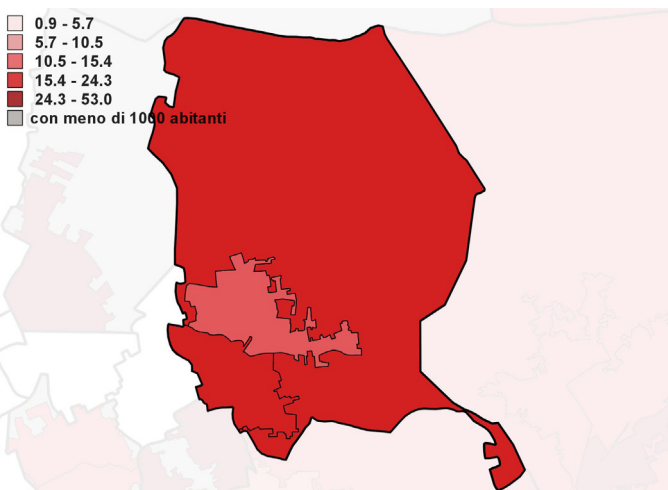 0.9 - 5.7
5.7 - 10.5
10.5 - 15.4
15.4 - 24.3
24.3 - 53.0
con meno di 1000 abitanti